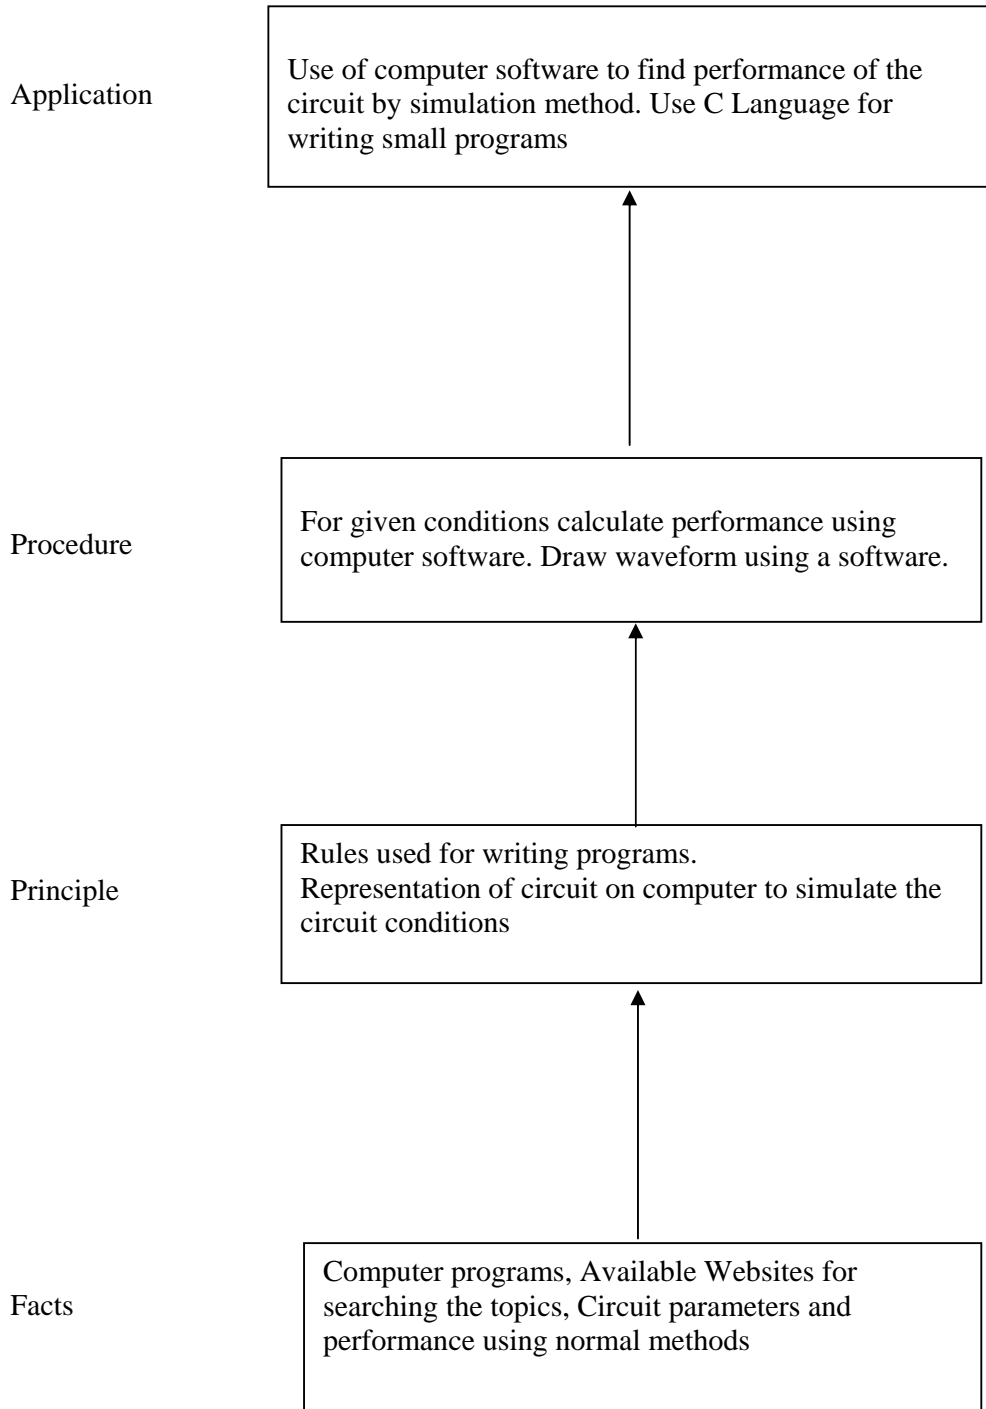 Application
Use of computer software to find performance of the
circuit by simulation method. Use C Language for
writing small programs
Procedure
For given conditions calculate performance using
computer software. Draw waveform using a software.
Principle
Rules used for writing programs.
Representation of circuit on computer to simulate the
circuit conditions
Facts
Computer programs, Available Websites for
searching the topics, Circuit parameters and
performance using normal methods